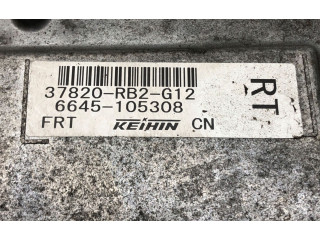 37820-RB2-G12
6645-105308
FRT KEIHIN CN
RT